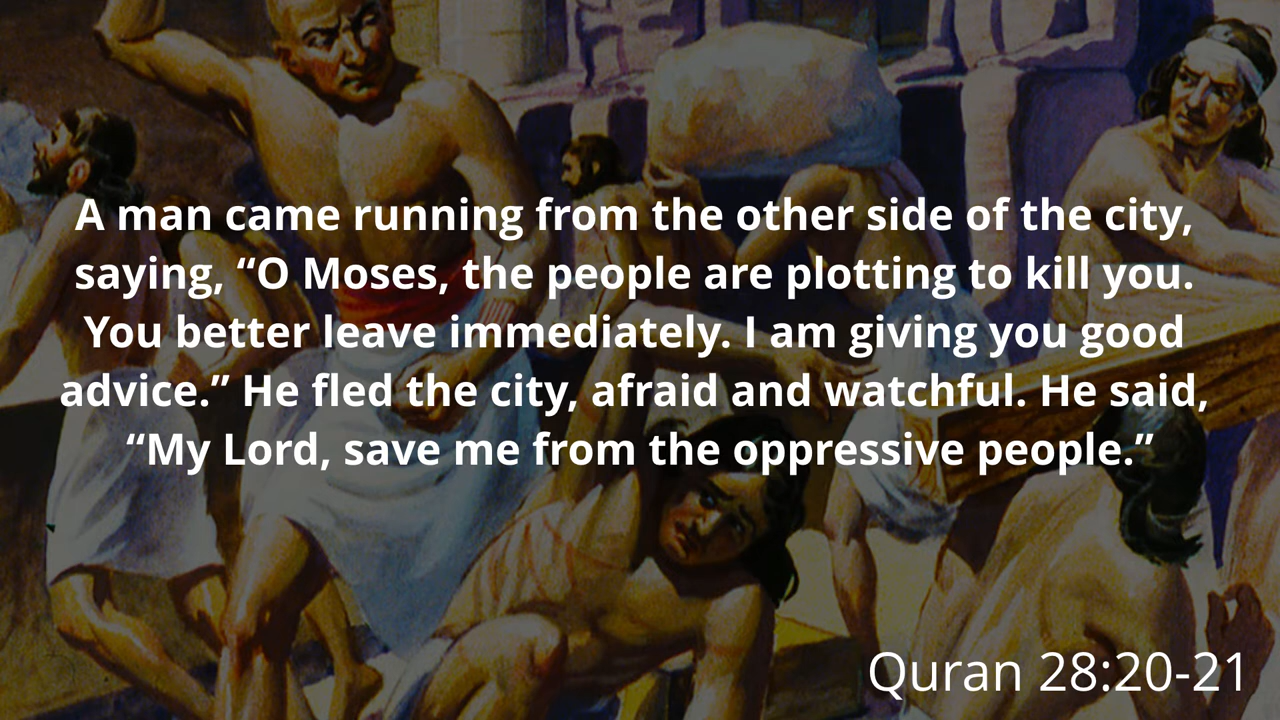 A man came running from the other side of the city,
saying, “O Moses, the people are plotting to kill you.
You better leave immediately. I am giving you good
advice.” He fled the city, afraid and watchful. He said,
“My Lord, save me from the oppressive people.”
Quran 28:20-21